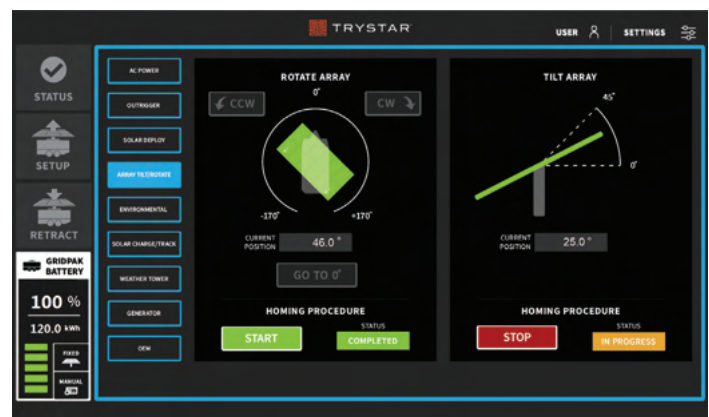 TRYSTAR
USER
SETTINGS
STATUS
SETUP
RETRACT
GRIDPAK
BATTERY
100 %
120.0 kWh
FIXED
MANUAL
AC POWER
OUTRIGGER
SOLAR DEPLOY
ARRAY TILT/ROTATE
ENVIRONMENTAL
SOLAR CHARGE/TRACK
WEATHER TOWER
GENERATOR
OEM
ROTATE ARRAY
0°
CCW
CW
-170°
+170°
CURRENT
POSITION
46.0 °
GO TO 0°
HOMING PROCEDURE
START
STATUS
COMPLETED
TILT ARRAY
45°
0°
CURRENT
POSITION
25.0 °
HOMING PROCEDURE
STOP
STATUS
IN PROGRESS